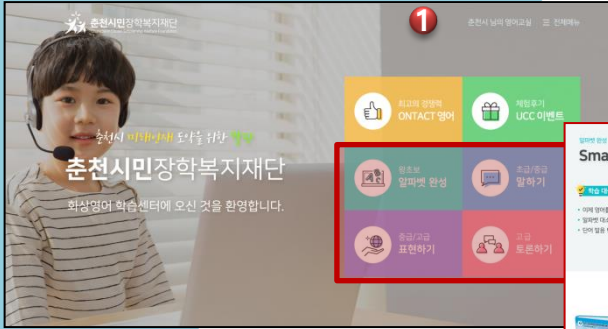 춘천시민장학복지재단
1
춘천시 님의 영어교실 전체메뉴
최고의 경쟁력
ONTACT 영어
체험후기
UCC 이벤트
춘천시 미래인재 도약을 위한
춘천시민장학복지재단
화상영어 학습센터에 오신 것을 환영합니다.
왕초보
알파벳 완성
초급/중급
말하기
중급/고급
표현하기
고급
토론하기
알파벳 완성
Sma